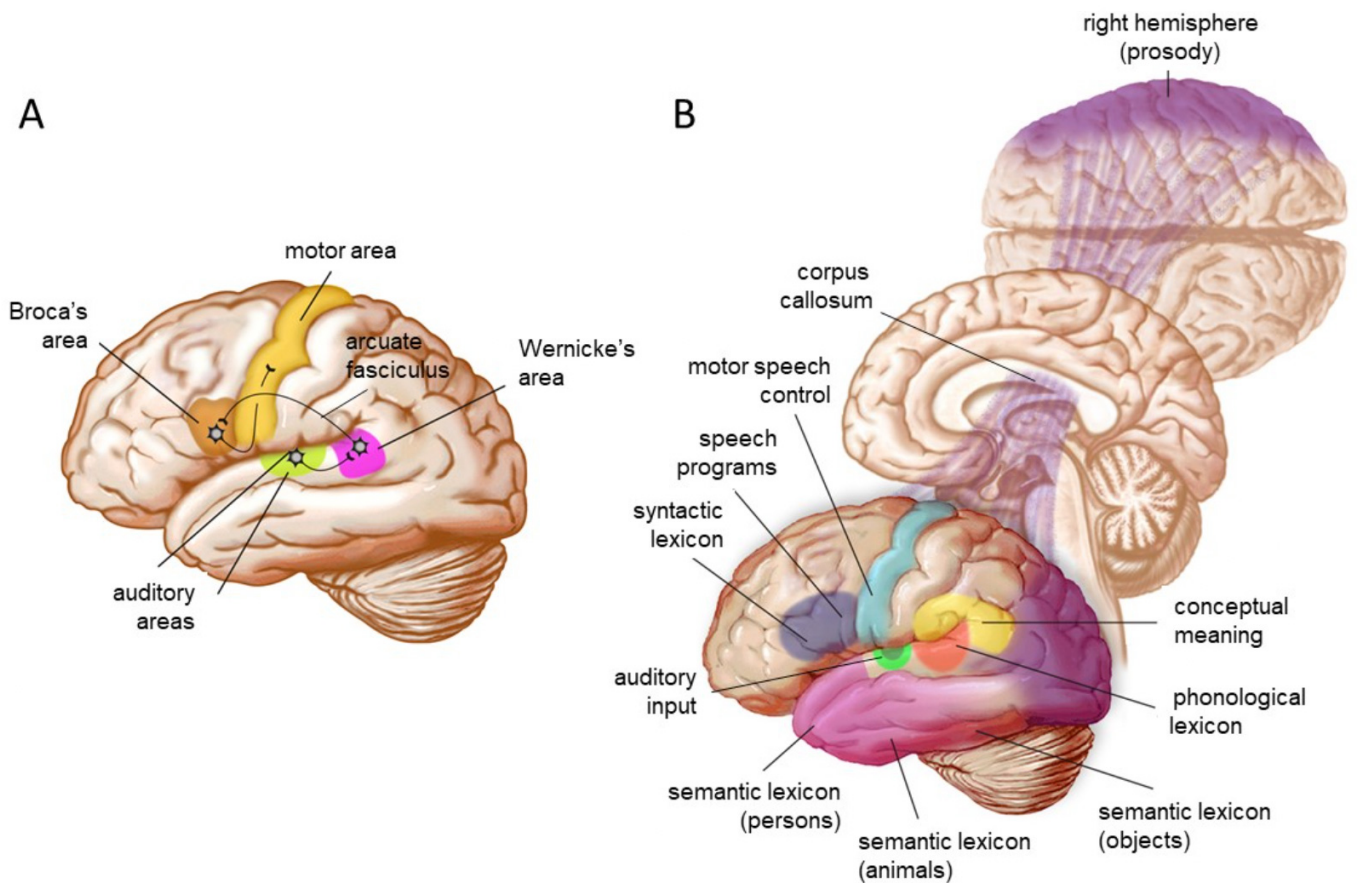 A
motor area
Broca’s
area
arcuate
fasciculus
Wernicke’s
area
auditory
areas
B
right hemisphere
(prosody)
corpus
callosum
motor speech
control
speech
programs
syntactic
lexicon
auditory
input
conceptual
meaning
phonological
lexicon
semantic lexicon
(persons)
semantic lexicon
(animals)
semantic lexicon
(objects)